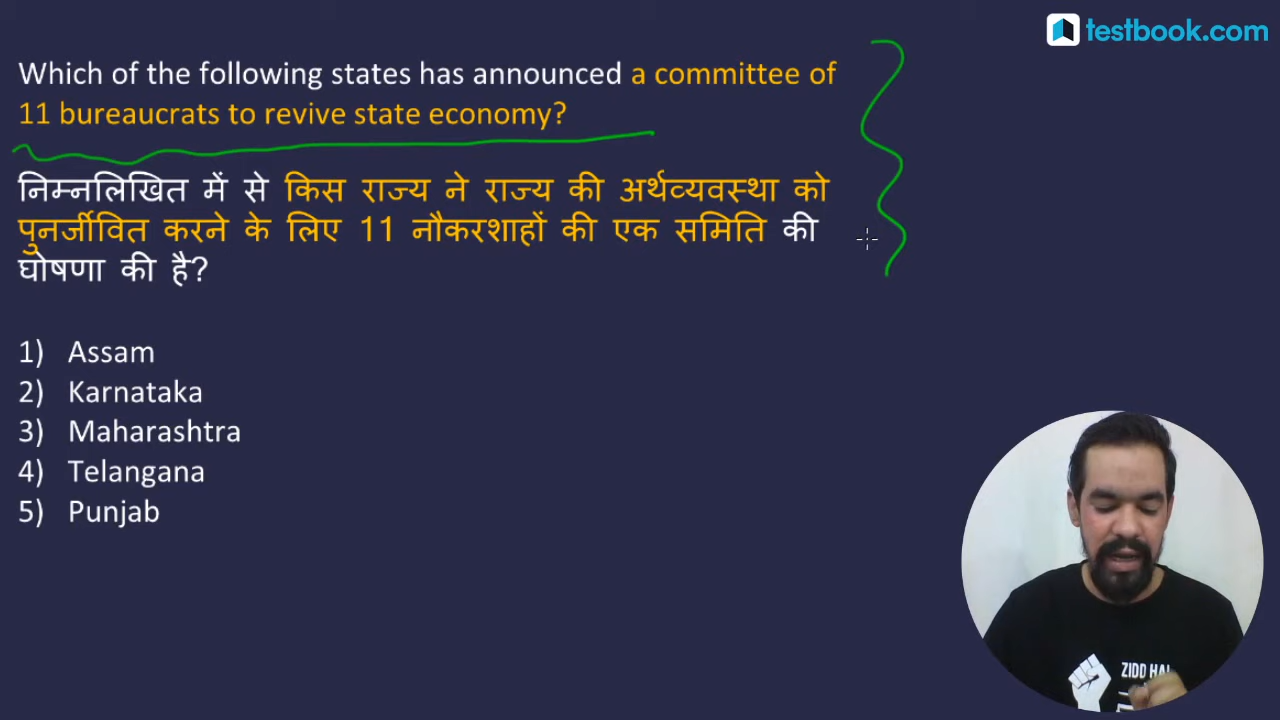 testbook.com
Which of the following states has announced a committee of
11 bureaucrats to revive state economy?
निम्नलिखित में से किस राज्य ने राज्य की अर्थव्यवस्था को
पुनर्जीवित करने के लिए 11 नौकरशाहों की एक समिति की
घोषणा की है?
1) Assam
2) Karnataka
3) Maharashtra
4) Telangana
5) Punjab
ZIDD HAI